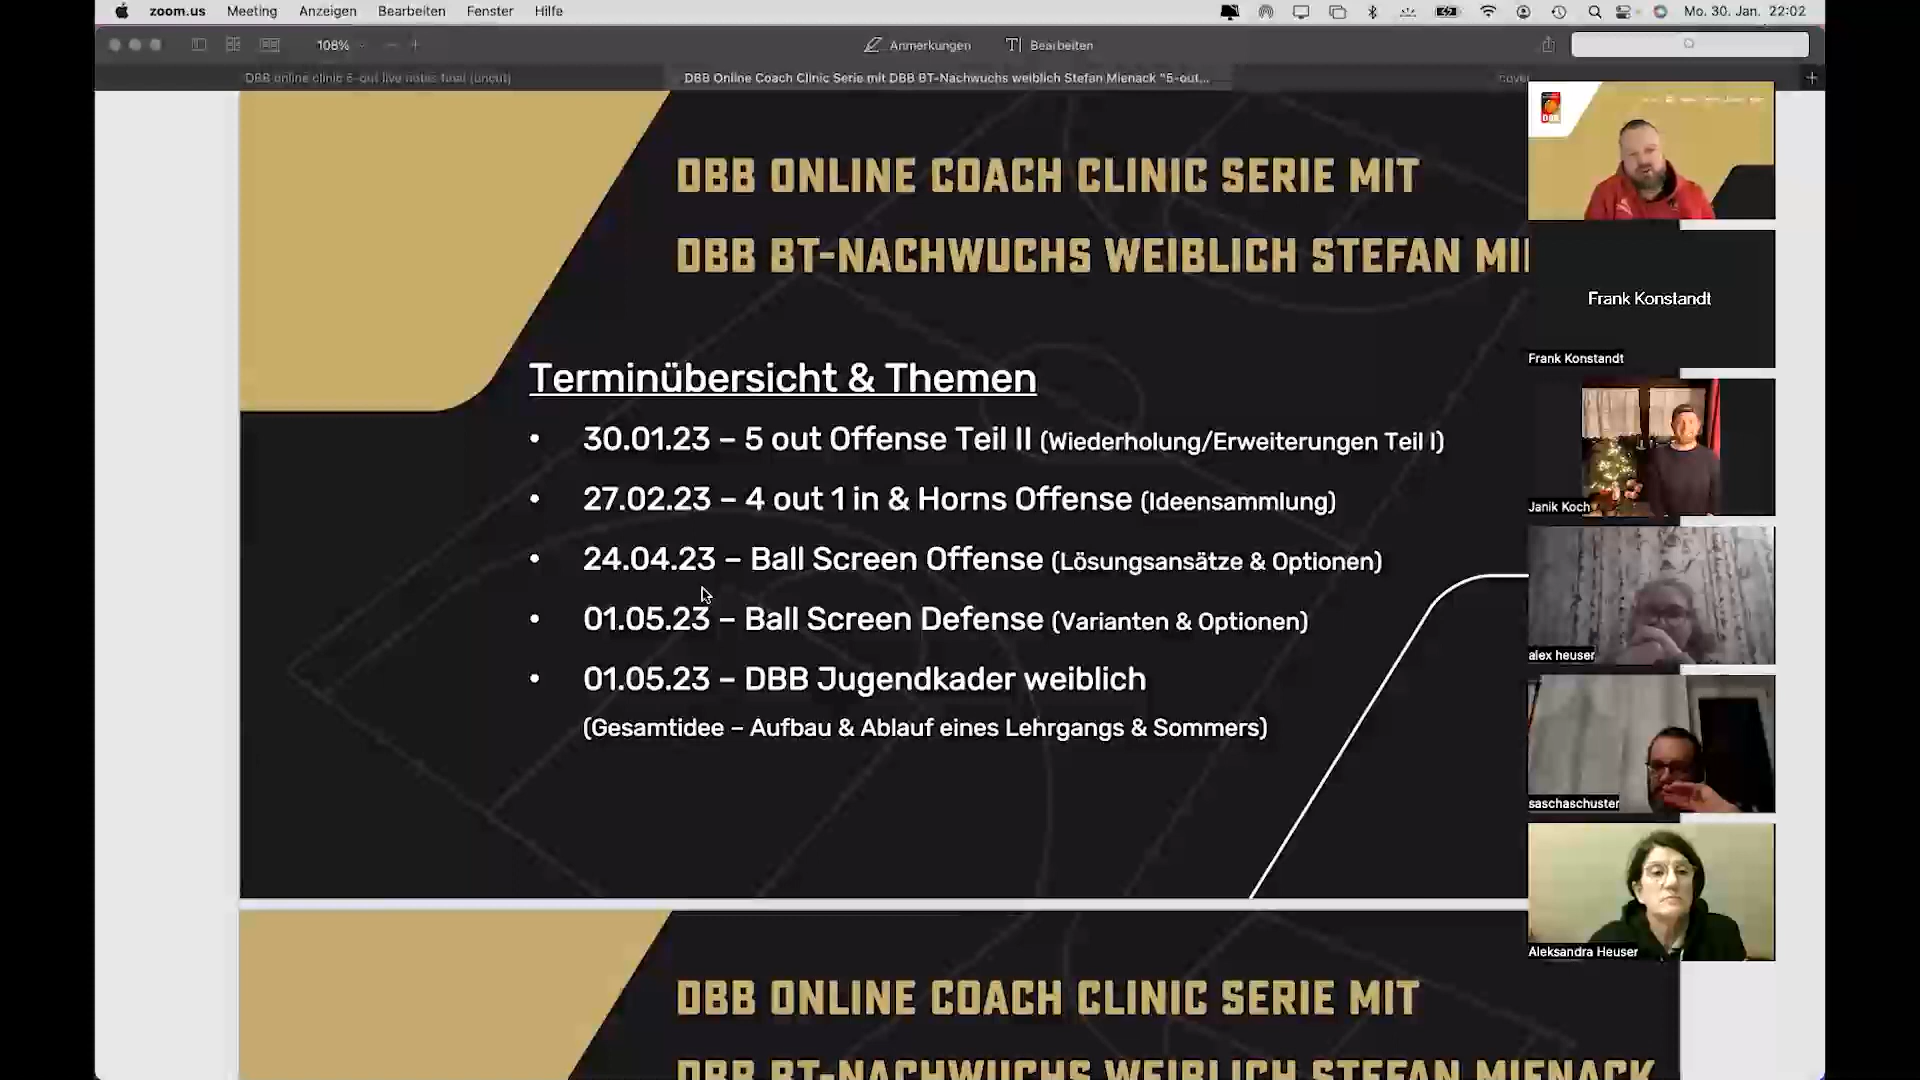 zoom.us Meeting Anzeigen Bearbeiten Fenster Hilfe Mo. 30. Jan. 22:02
108% Anmerkungen Bearbeiten
DBB online clinic 5-out live notes final (uncut) DBB Online Coach Clinic Serie mit DBB BT-Nachwuchs weiblich Stefan Mienack "5-out... cover
DBB ONLINE COACH CLINIC SERIE MIT
DBB BT-NACHWUCHS WEIBLICH STEFAN MI
Terminübersicht & Themen
• 30.01.23 – 5 out Offense Teil II (Wiederholung/Erweiterungen Teil I)
• 27.02.23 – 4 out 1 in & Horns Offense (Ideensammlung)
• 24.04.23 – Ball Screen Offense (Lösungsansätze & Optionen)
• 01.05.23 – Ball Screen Defense (Varianten & Optionen)
• 01.05.23 – DBB Jugendkader weiblich
(Gesamtidee – Aufbau & Ablauf eines Lehrgangs & Sommers)
DBB ONLINE COACH CLINIC SERIE MIT
DBB BT-NACHWUCHS WEIBLICH STEFAN MIENACK
DBB
Frank Konstandt
Frank Konstandt
Janik Koch
alex heuser
saschaschuster
Aleksandra Heuser